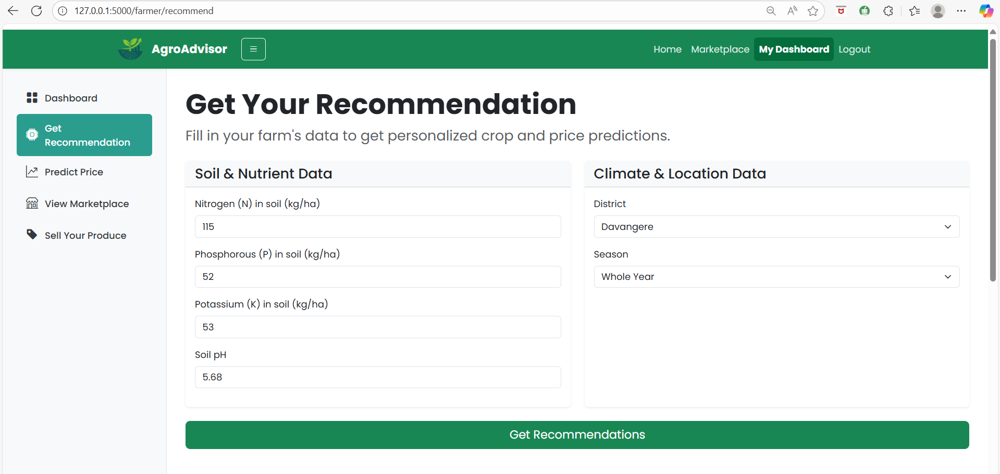 127.0.0.1:5000/farmer/recommend
AgroAdvisor
Home Marketplace My Dashboard Logout
Dashboard
Get
Recommendation
Predict Price
View Marketplace
Sell Your Produce
Get Your Recommendation
Fill in your farm's data to get personalized crop and price predictions.
Soil & Nutrient Data
Nitrogen (N) in soil (kg/ha)
115
Phosphorous (P) in soil (kg/ha)
52
Potassium (K) in soil (kg/ha)
53
Soil pH
5.68
Climate & Location Data
District
Davangere
Season
Whole Year
Get Recommendations